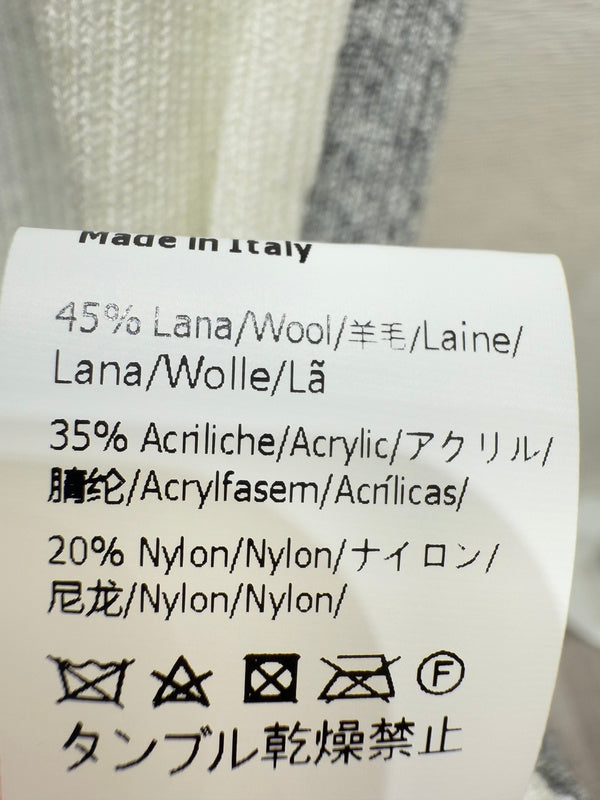 Made in Italy
45% Lana/Wool/羊毛/Laine/
Lana/Wolle/Lã
35% Acriliche/Acrylic/アクリル/
腈纶/Acrylfasern/Acrílicas/
20% Nylon/Nylon/ナイロン/
尼龙/Nylon/Nylon/
F
タンブル乾燥禁止